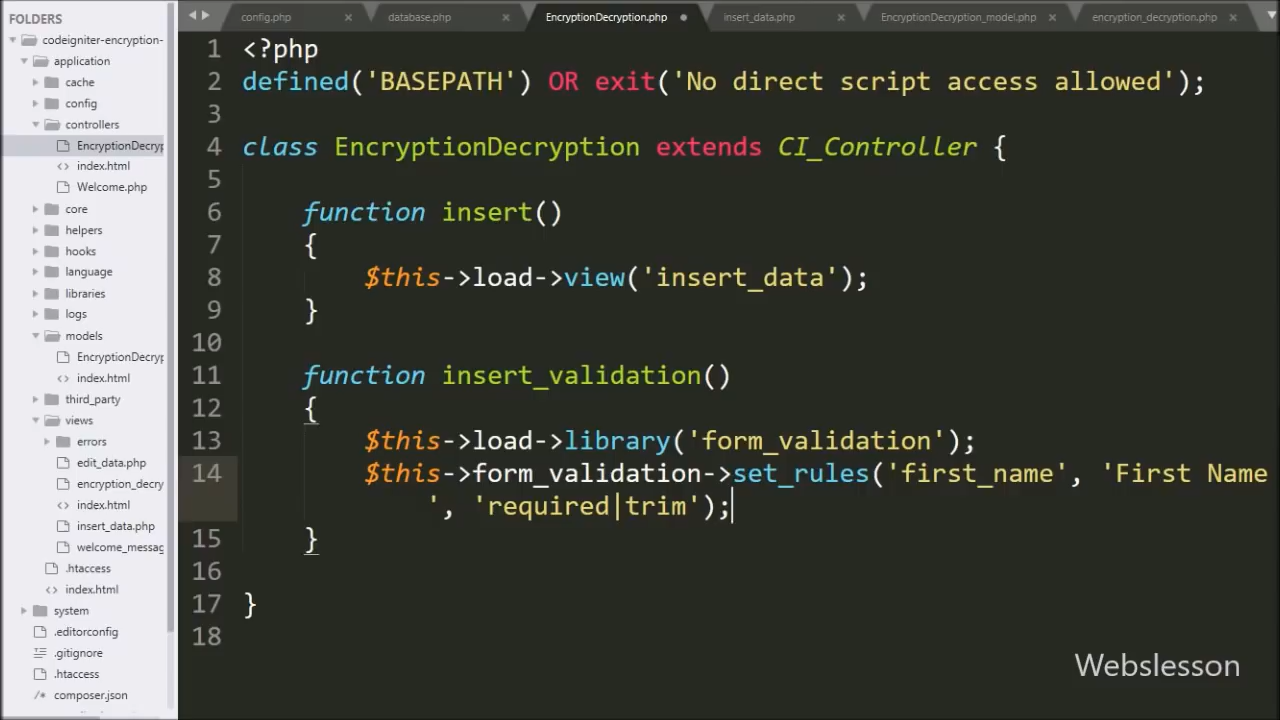 FOLDERS
codeigniter-encryption-
application
cache
config
controllers
EncryptionDecryp
index.html
Welcome.php
core
helpers
hooks
language
libraries
logs
models
EncryptionDecryp
index.html
third_party
views
errors
edit_data.php
encryption_decry
index.html
insert_data.php
welcome_messag
.htaccess
index.html
system
.editorconfig
.gitignore
.htaccess
composer.json
config.php
database.php
EncryptionDecryption.php
insert_data.php
EncryptionDecryption_model.php
encryption_decryption.php
1 <?php
2 defined('BASEPATH') OR exit('No direct script access allowed');
3
4 class EncryptionDecryption extends CI_Controller {
5
6 function insert()
7 {
8 $this->load->view('insert_data');
9 }
10
11 function insert_validation()
12 {
13 $this->load->library('form_validation');
14 $this->form_validation->set_rules('first_name', 'First Name
', 'required|trim');
15 }
16
17 }
18
Webslesson